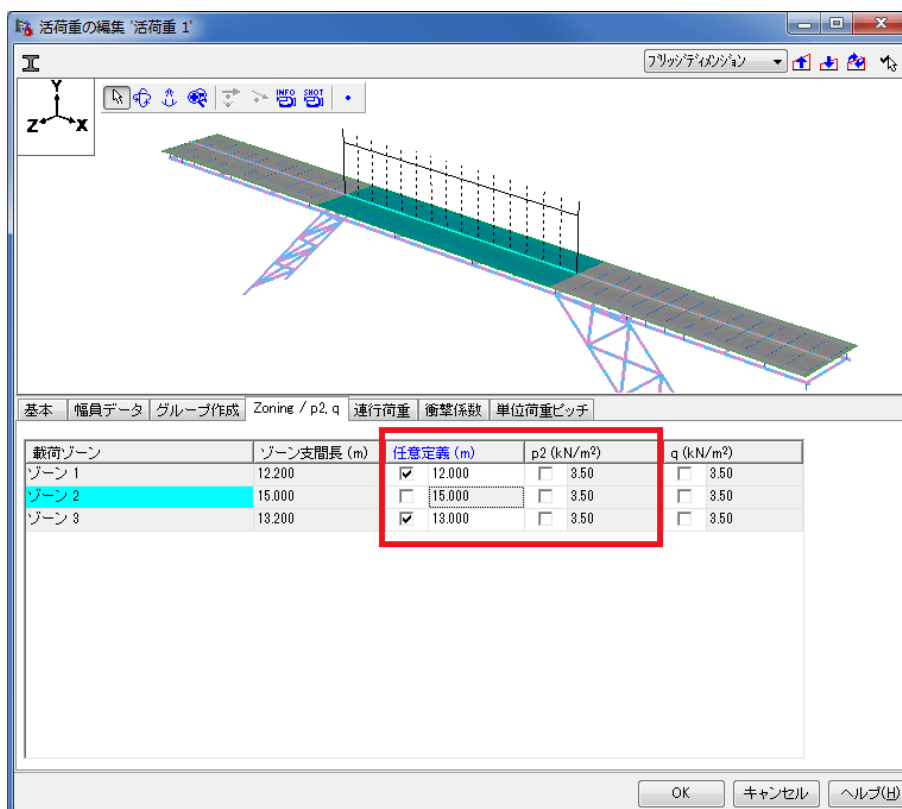 活荷重の編集 '活荷重 1'
ブリッジディメンション
Y
Z X
INFO SHOT
基本 幅員データ グループ作成 Zoning / p2, q 連行荷重 衝撃係数 単位荷重ピッチ
載荷ゾーン ゾーン支間長 (m) 任意定義 (m) p2 (kN/m²) q (kN/m²)
ゾーン 1 12.200 12.000 3.50 3.50
ゾーン 2 15.000 15.000 3.50 3.50
ゾーン 3 13.200 13.000 3.50 3.50
OK キャンセル ヘルプ(H)